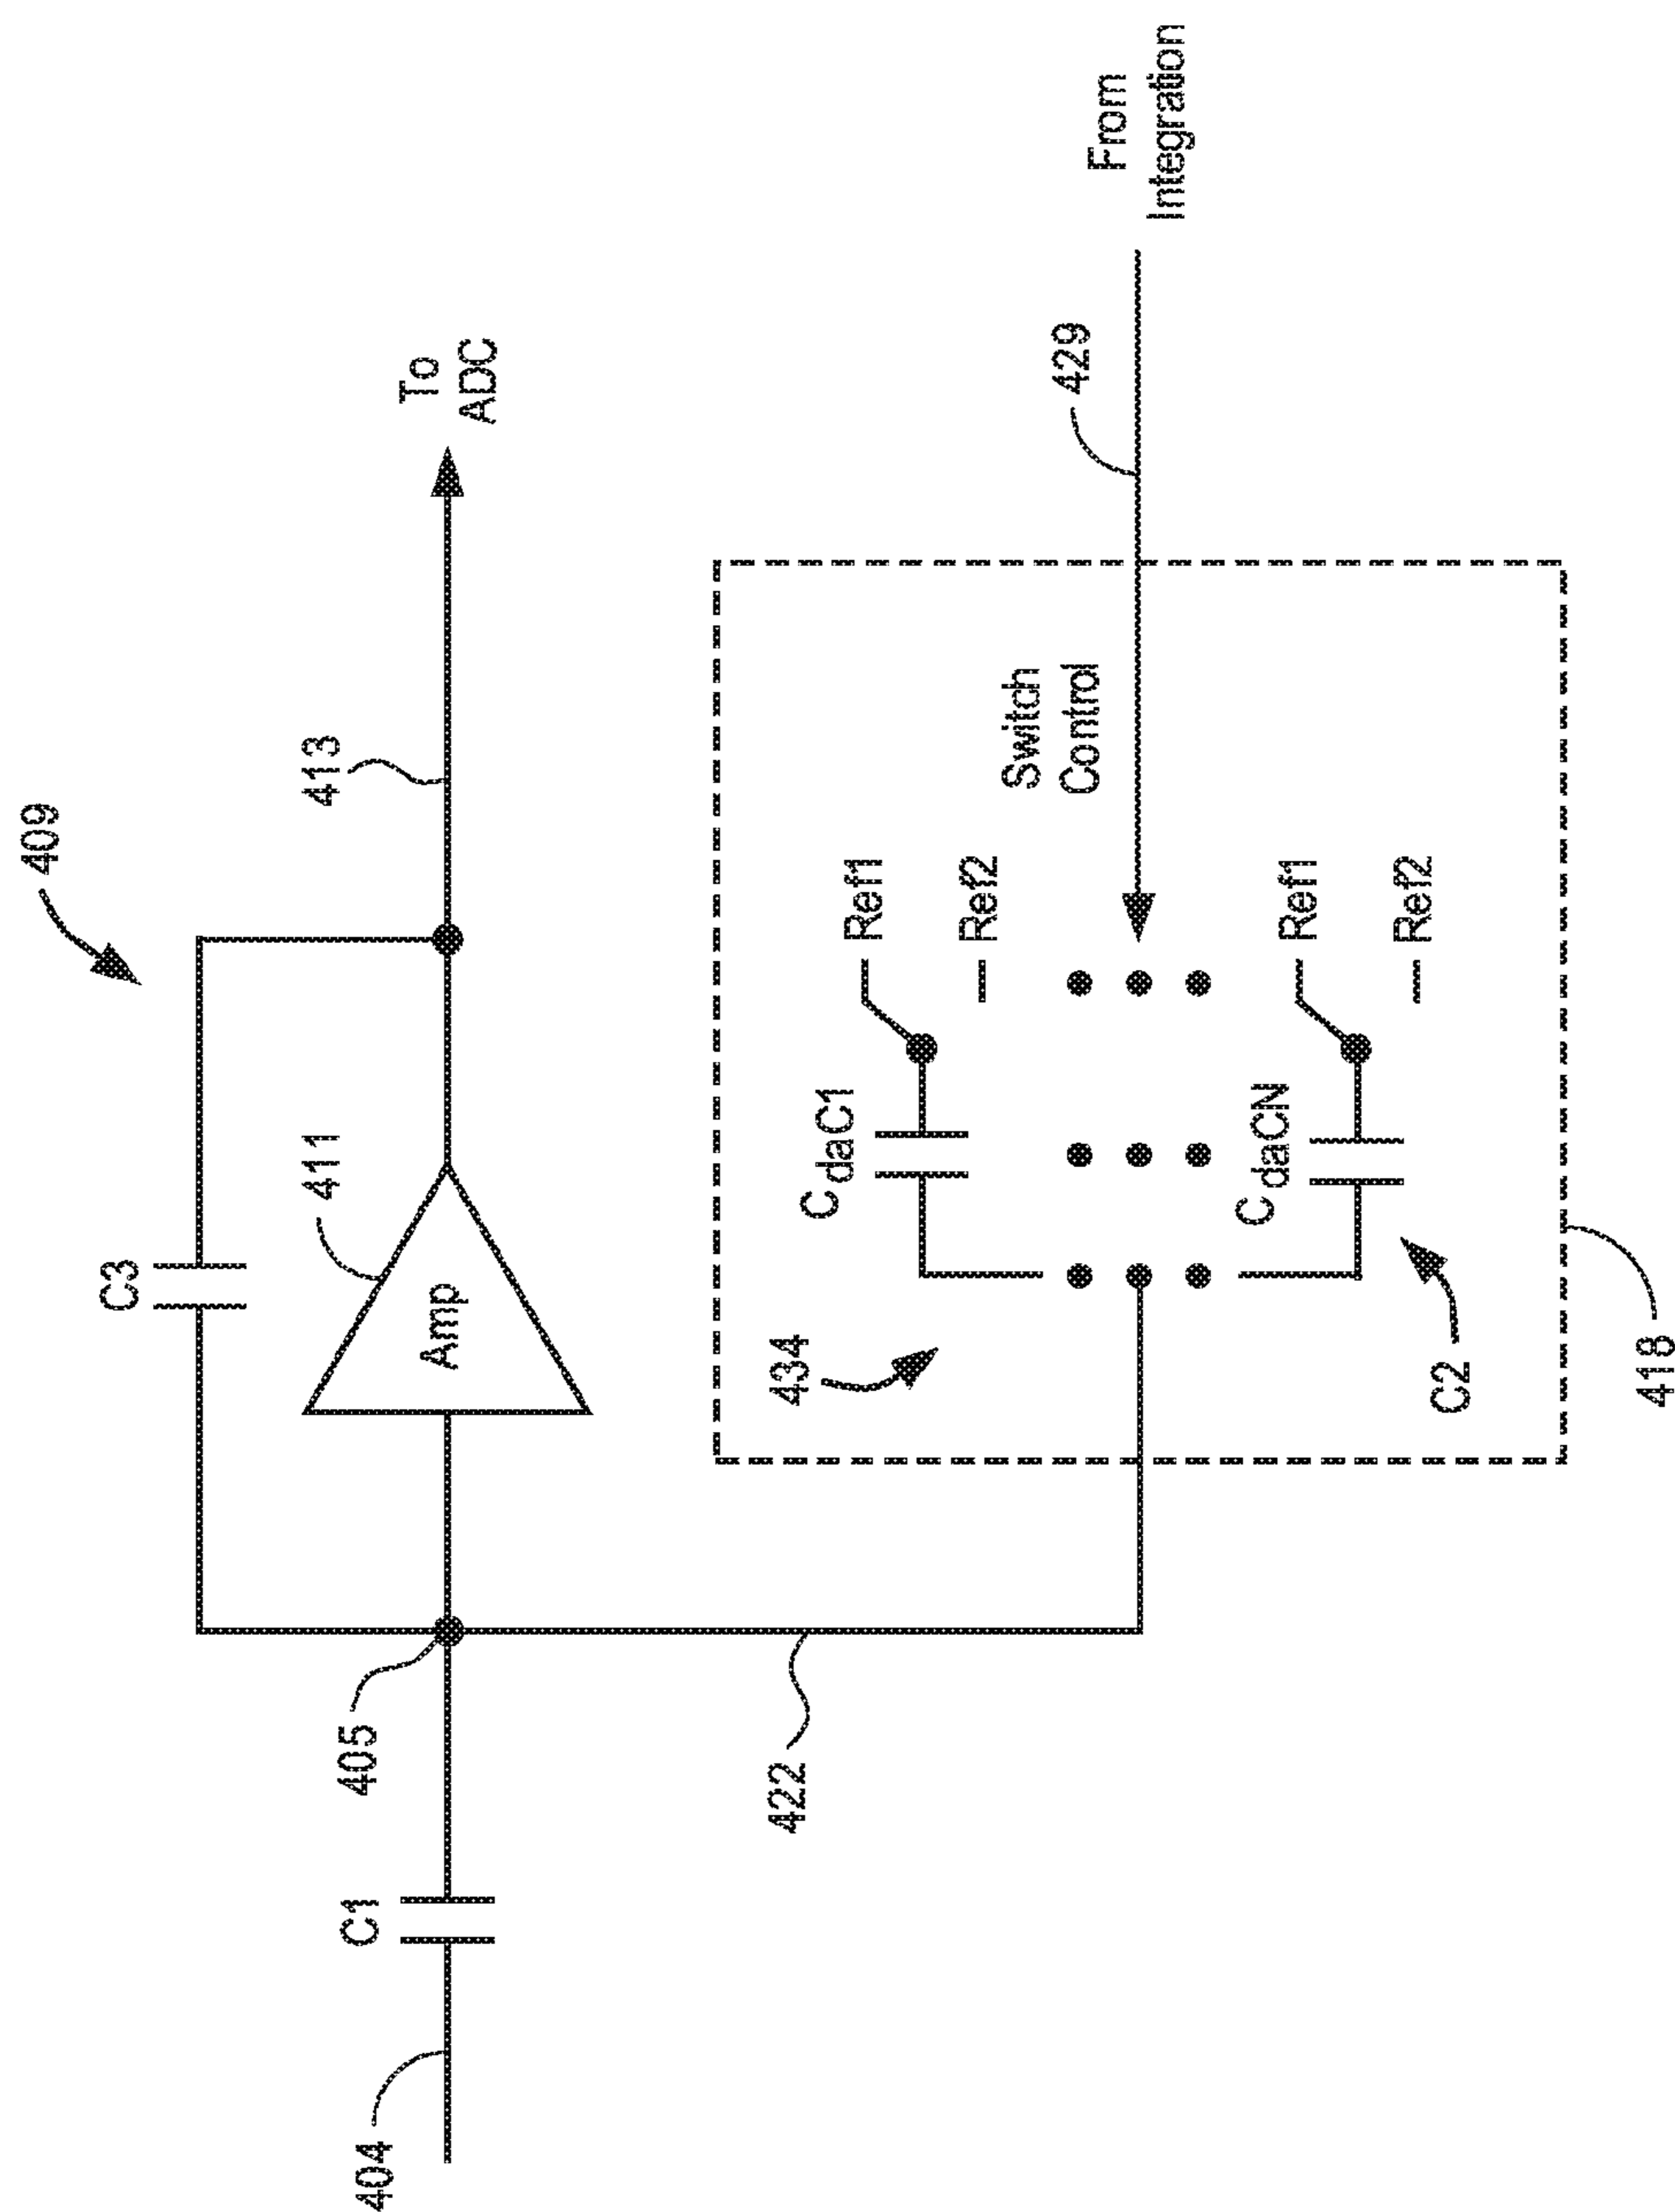 409
C3
413
To
ADC
411
Amp
C1
405
404
422
434
C daC1
Ref1
Ref2
Switch
Control
429
From
Integration
C daCN
Ref1
Ref2
C2
418